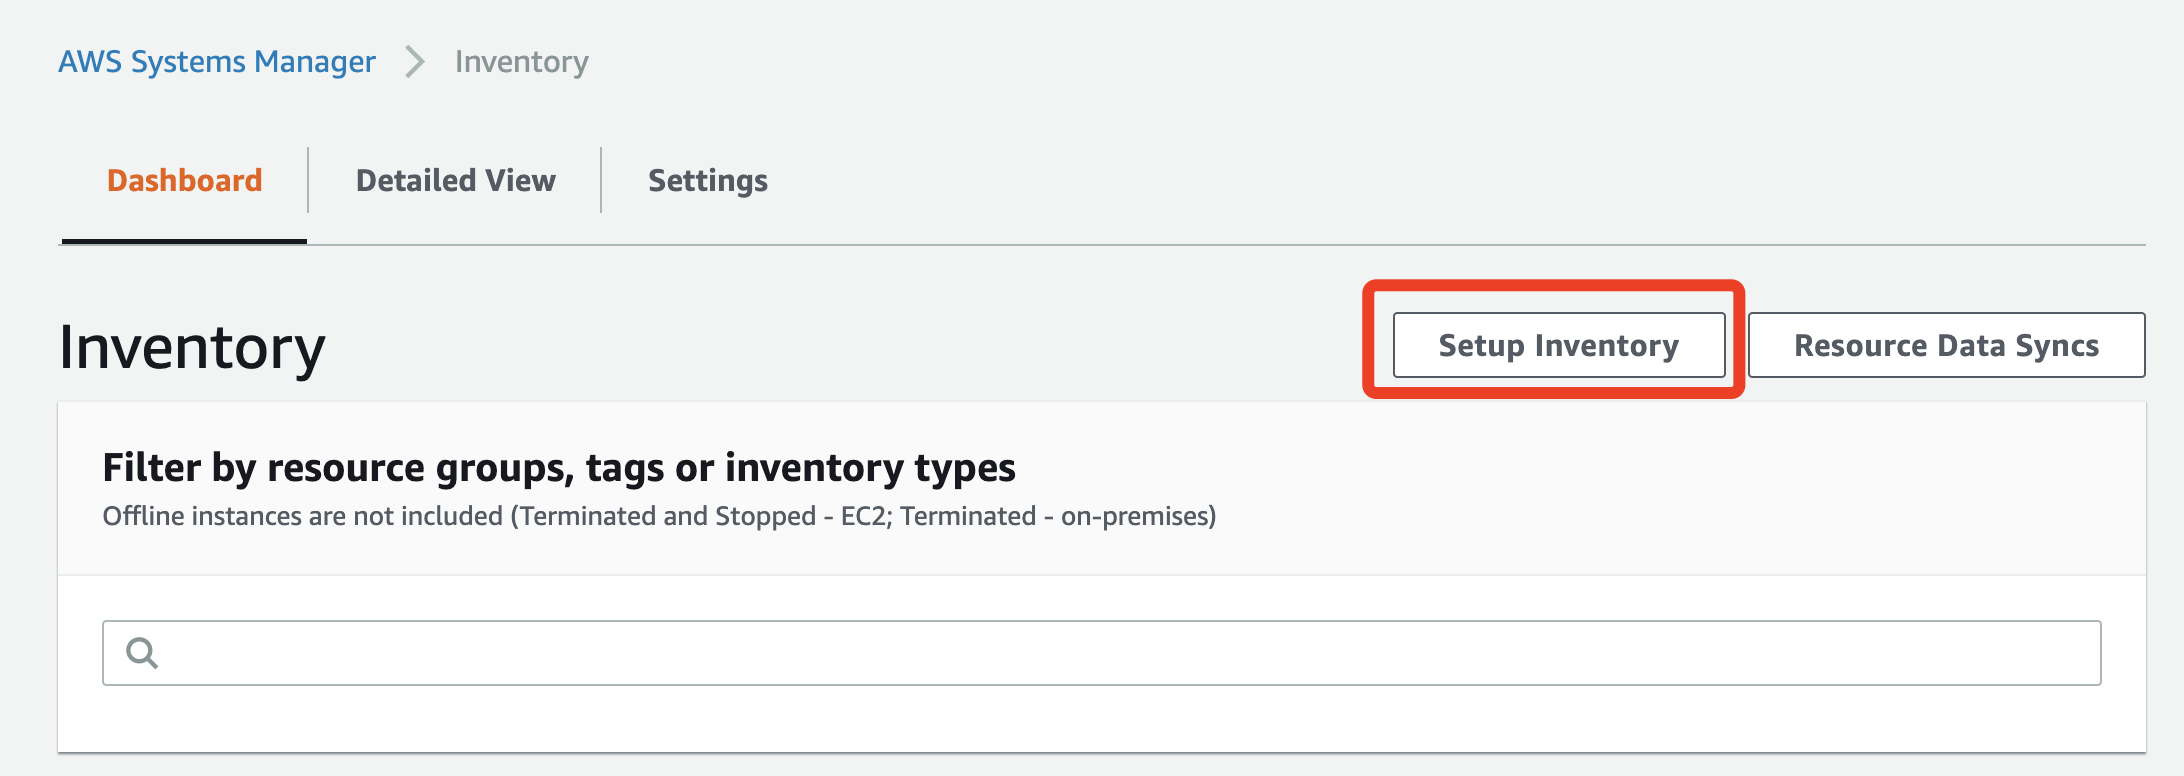 AWS Systems Manager > Inventory
Dashboard Detailed View Settings
Inventory Setup Inventory Resource Data Syncs
Filter by resource groups, tags or inventory types
Offline instances are not included (Terminated and Stopped - EC2; Terminated - on-premises)